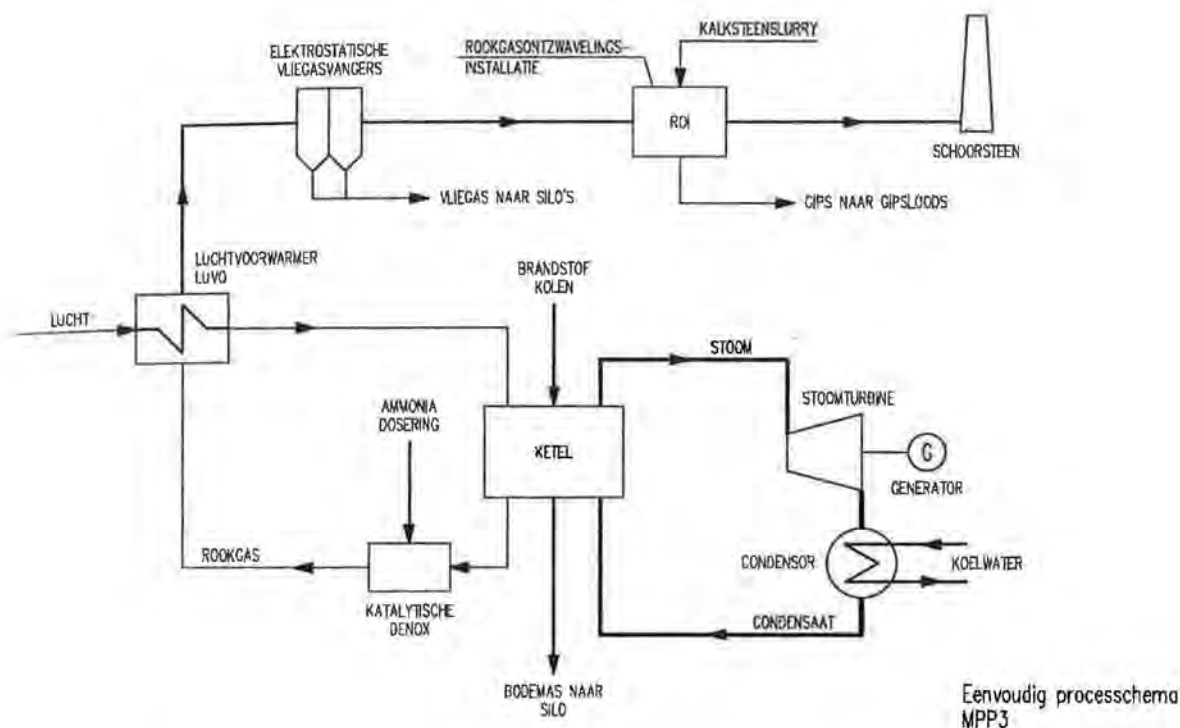 ELEKTROSTATISCHE
VLIEGASVANGERS
ROOKGASONTZWAVELINGS-
INSTALLATIE
KALKSTEENSLURRY
ROI
SCHOORSTEEN
VLIEGAS NAAR SILO'S
GIPS NAAR GIPSLOODS
LUCHTVOORWARMER
LUVO
LUCHT
BRANDSTOF
KOLEN
STOOM
STOOMTURBINE
AMMONIA
DOSERING
KETEL
G
GENERATOR
ROOKGAS
KATALYTISCHE
DENOX
CONDENSOR
KOELWATER
CONDENSAAT
BODEMAS NAAR
SILO
Eenvoudig processchema
MPP3